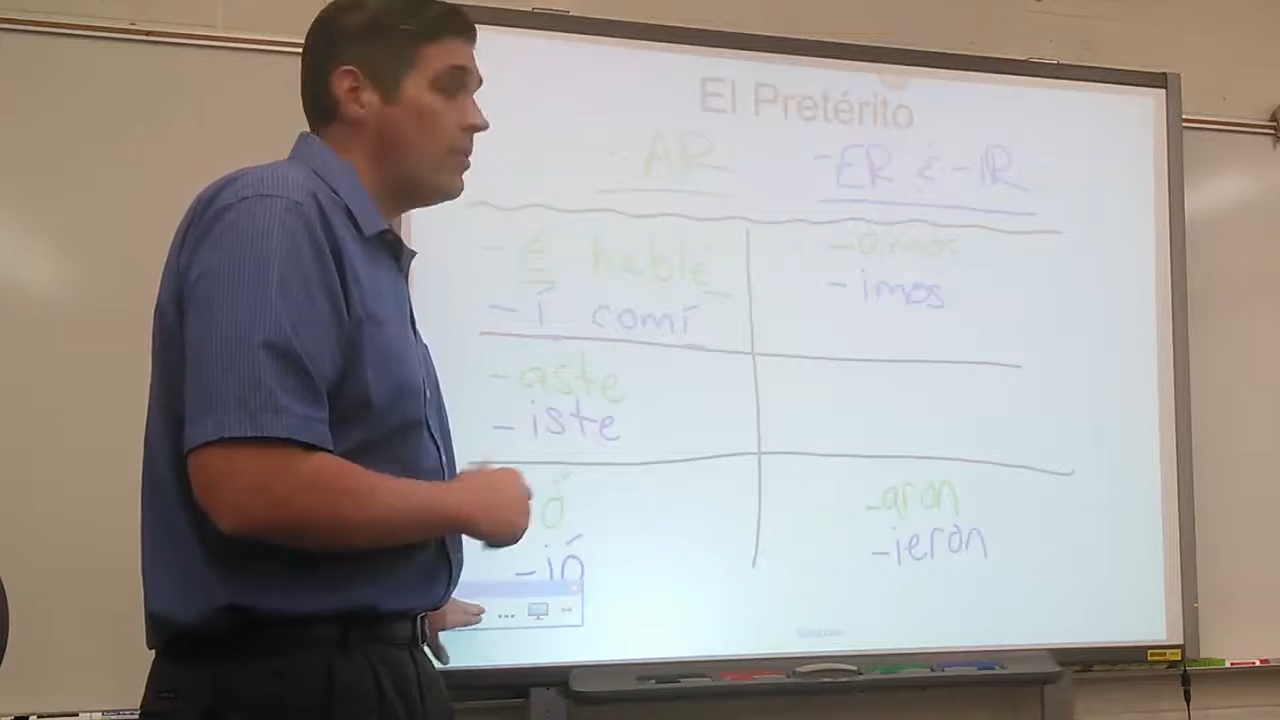 El Pretérito
- AR
-ER & -IR
- é hablé
- í comí
-amos
-imos
-aste
-iste
ó
-ió
-aron
-ieron